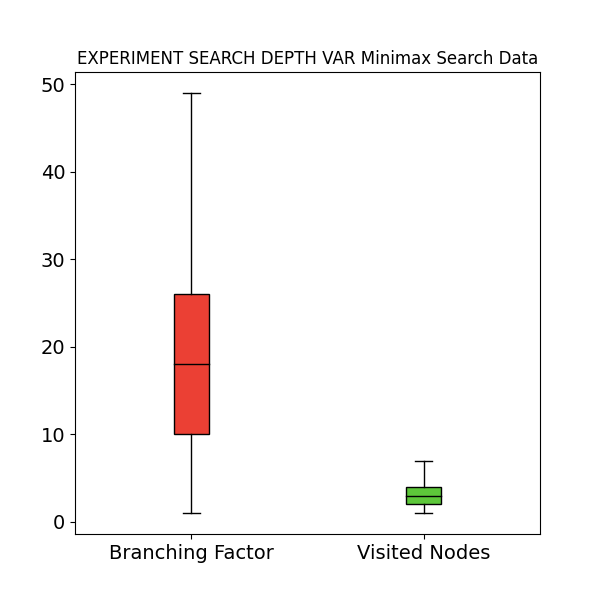 EXPERIMENT SEARCH DEPTH VAR Minimax Search Data
50
40
30
20
10
0
Branching Factor
Visited Nodes